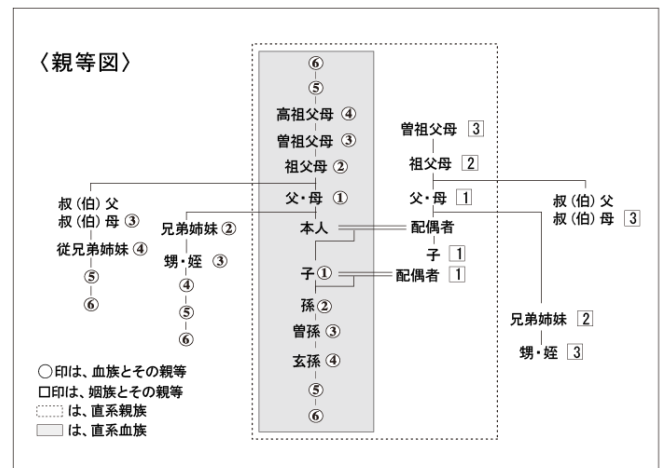 〈親等図〉
⑥
⑤
高祖父母 ④
曽祖父母 ③
祖父母 ②
父・母 ①
本人
子 ①
孫 ②
曽孫 ③
玄孫 ④
⑤
⑥
叔(伯)父
叔(伯)母 ③
従兄弟姉妹 ④
⑤
⑥
兄弟姉妹 ②
甥・姪 ③
④
⑤
⑥
曽祖父母 3
祖父母 2
父・母 1
配偶者
子 1
配偶者 1
叔(伯)父
叔(伯)母 3
兄弟姉妹 2
甥・姪 3
○印は、血族とその親等
□印は、姻族とその親等
は、直系親族
は、直系血族